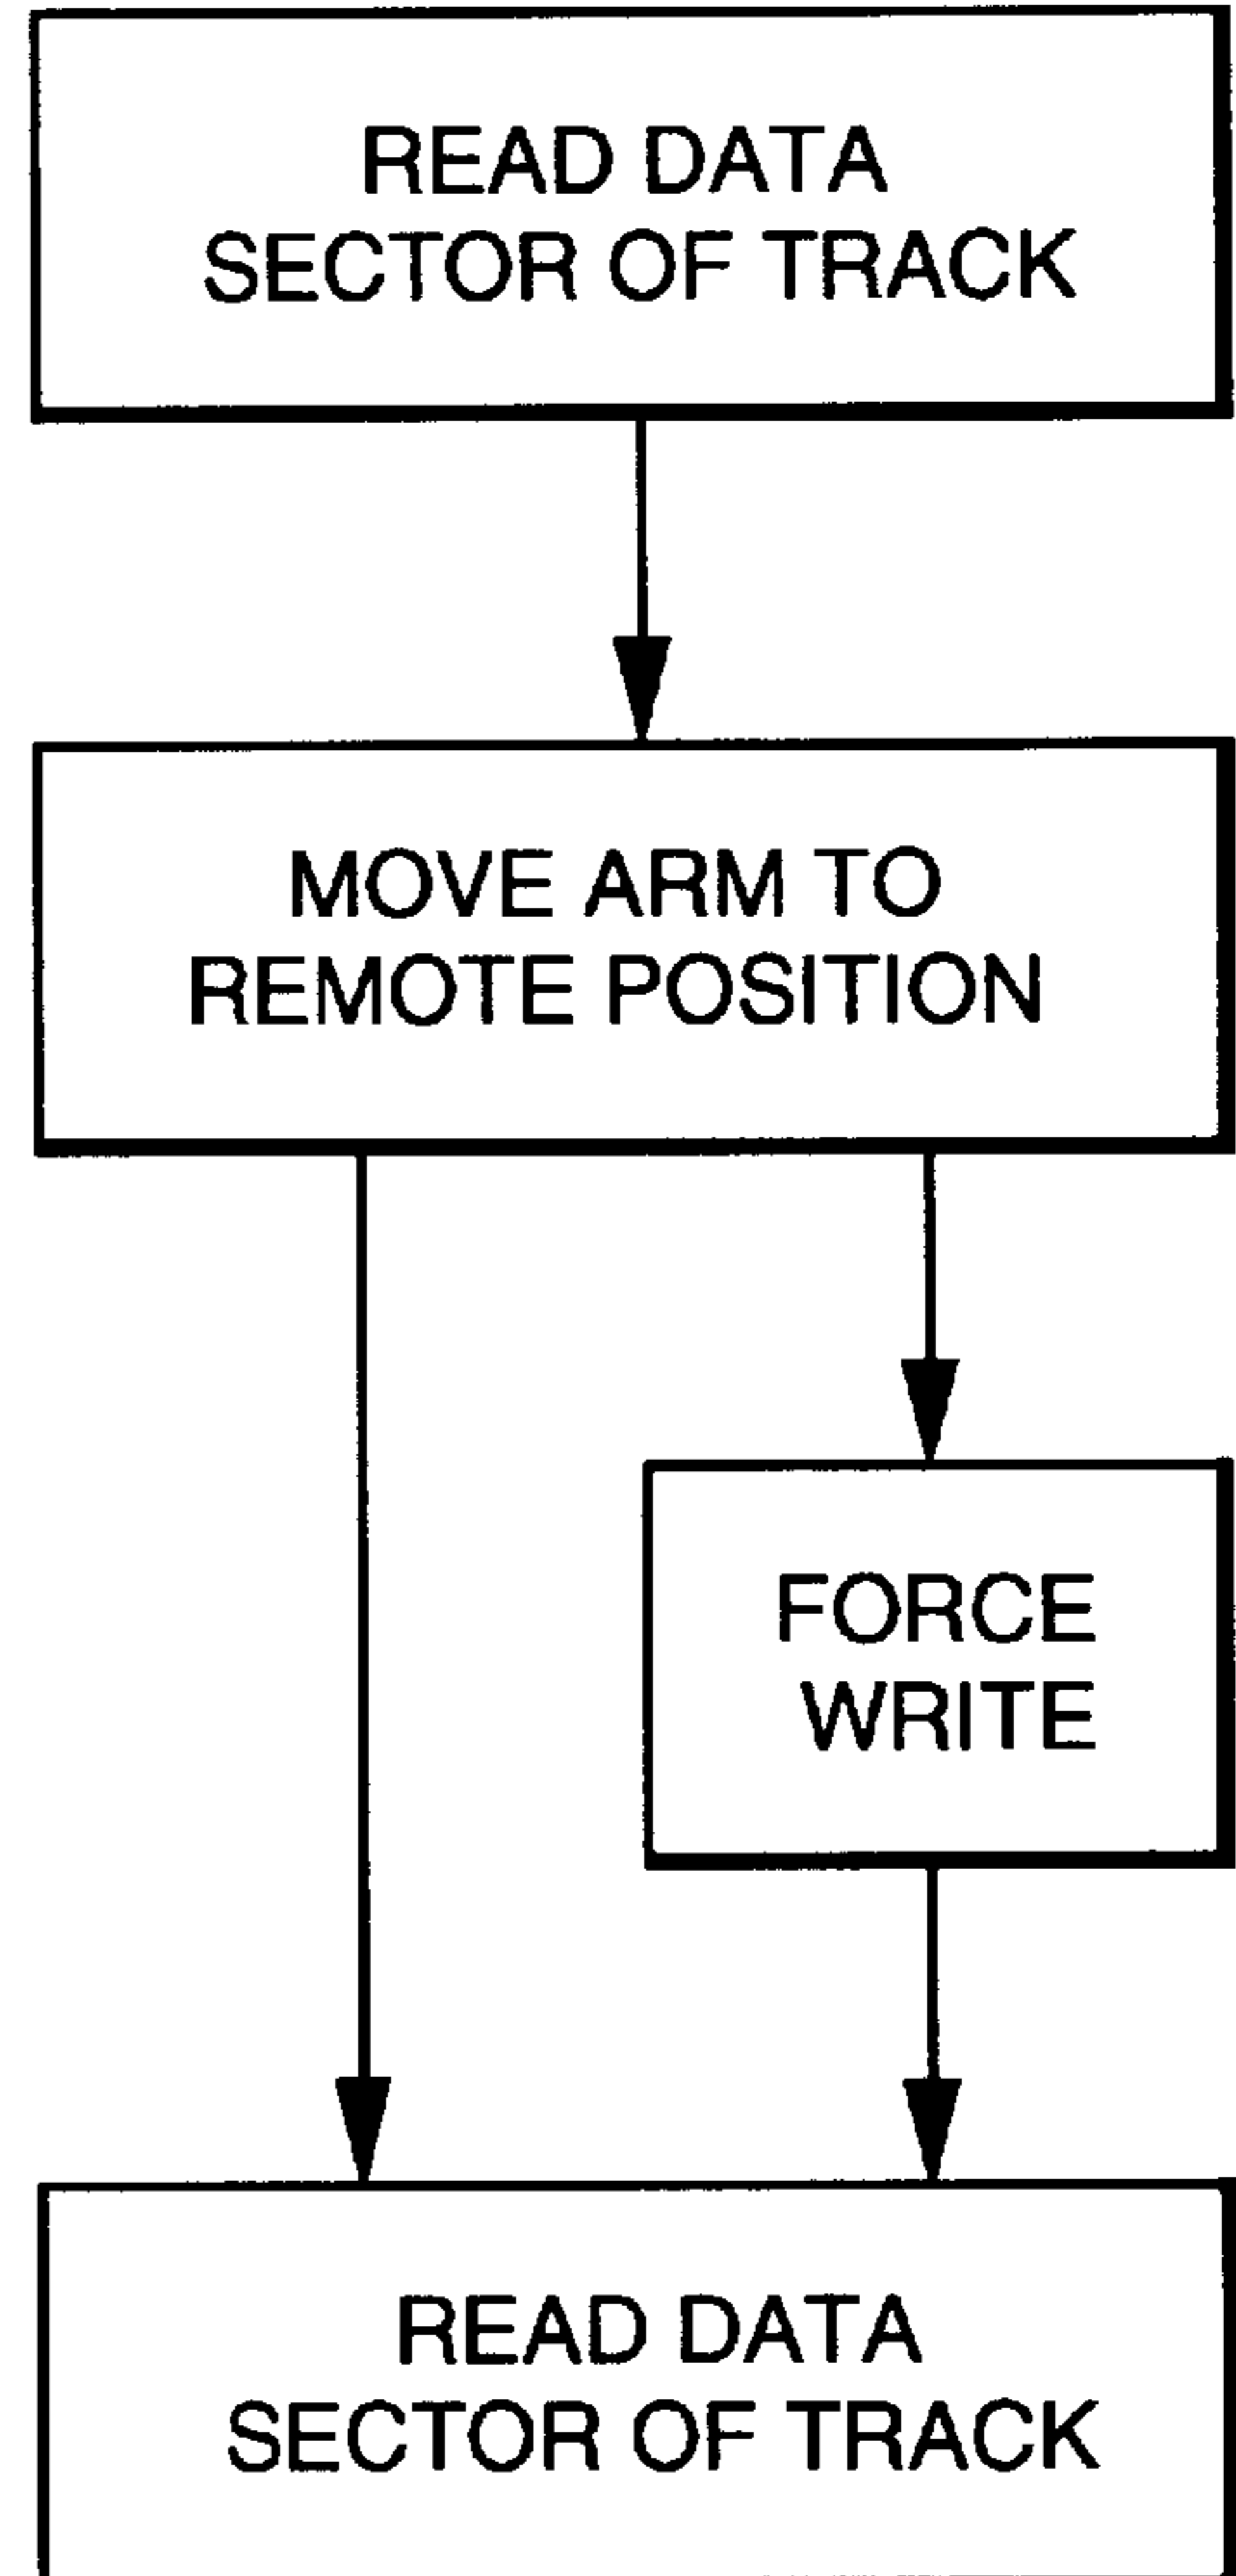 READ DATA
SECTOR OF TRACK
MOVE ARM TO
REMOTE POSITION
FORCE
WRITE
READ DATA
SECTOR OF TRACK